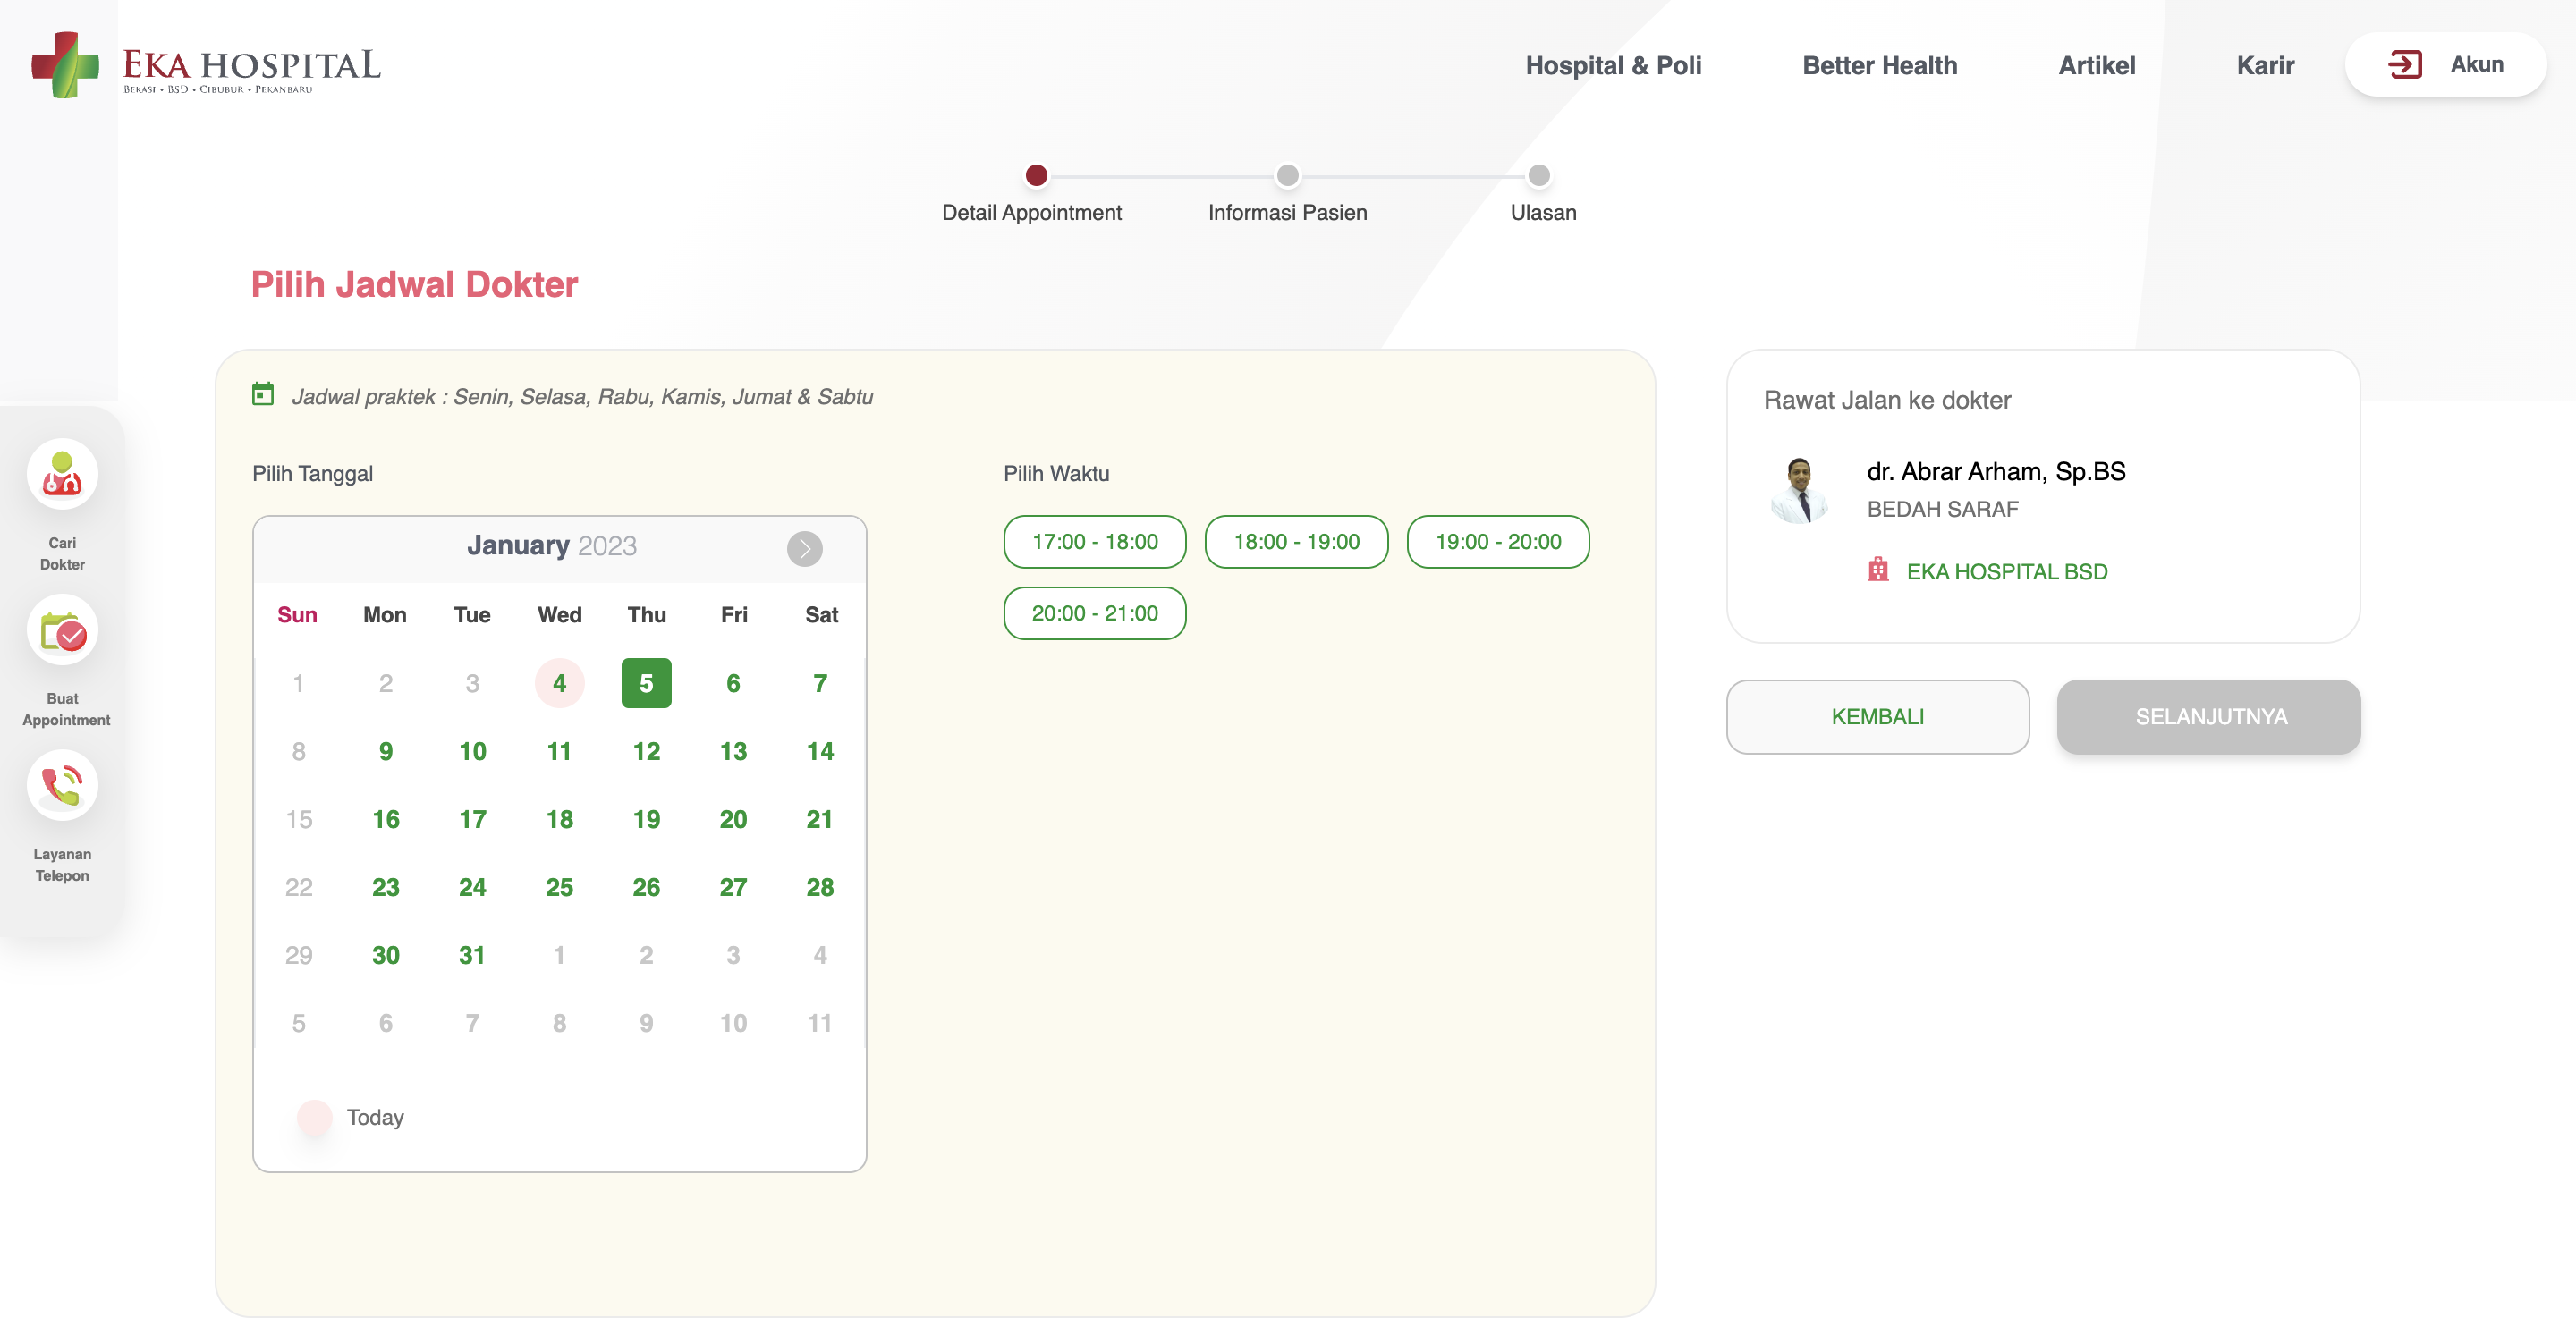 EKA HOSPITAL
BEKASI • BSD • CIBUBUR • PEKANBARU
Hospital & Poli
Better Health
Artikel
Karir
Akun
Detail Appointment
Informasi Pasien
Ulasan
Pilih Jadwal Dokter
Cari
Dokter
Buat
Appointment
Layanan
Telepon
Jadwal praktek : Senin, Selasa, Rabu, Kamis, Jumat & Sabtu
Pilih Tanggal
January 2023
Sun Mon Tue Wed Thu Fri Sat
1 2 3 4 5 6 7
8 9 10 11 12 13 14
15 16 17 18 19 20 21
22 23 24 25 26 27 28
29 30 31 1 2 3 4
5 6 7 8 9 10 11
Today
Pilih Waktu
17:00 - 18:00
18:00 - 19:00
19:00 - 20:00
20:00 - 21:00
Rawat Jalan ke dokter
dr. Abrar Arham, Sp.BS
BEDAH SARAF
EKA HOSPITAL BSD
KEMBALI
SELANJUTNYA